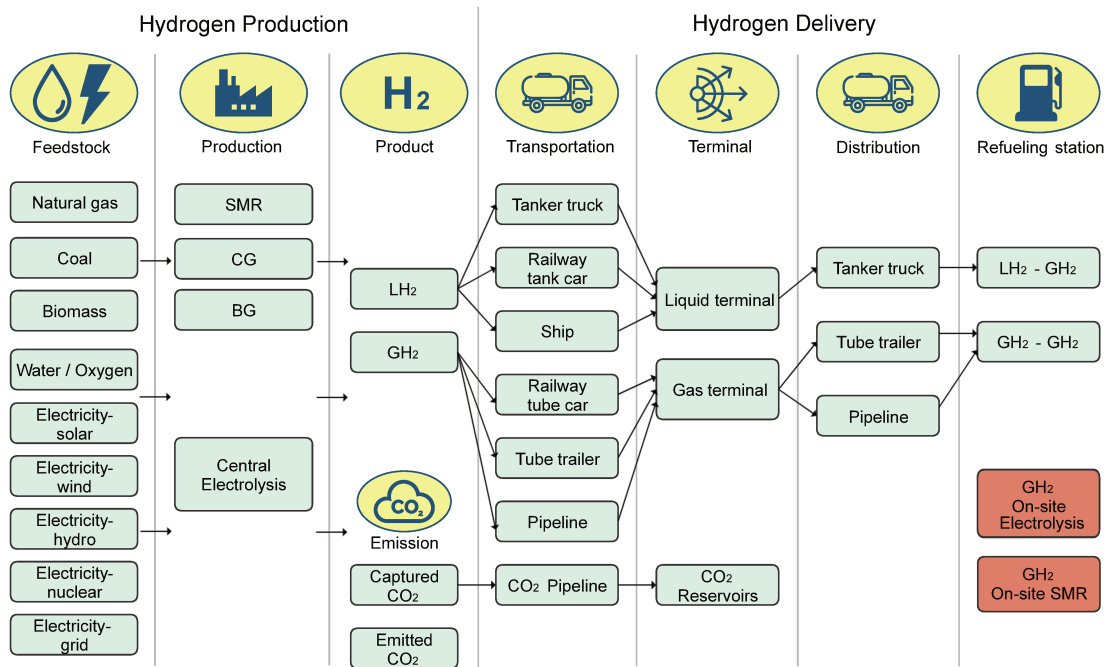 Hydrogen Production
Hydrogen Delivery
H2
Feedstock
Production
Product
Transportation
Terminal
Distribution
Refueling station
Natural gas
Coal
Biomass
Water / Oxygen
Electricity-
solar
Electricity-
wind
Electricity-
hydro
Electricity-
nuclear
Electricity-
grid
SMR
CG
BG
Central
Electrolysis
LH2
GH2
CO2
Emission
Captured
CO2
Emitted
CO2
Tanker truck
Railway
tank car
Ship
Railway
tube car
Tube trailer
Pipeline
CO2 Pipeline
Liquid terminal
Gas terminal
CO2
Reservoirs
Tanker truck
Tube trailer
Pipeline
LH2 - GH2
GH2 - GH2
GH2
On-site
Electrolysis
GH2
On-site SMR